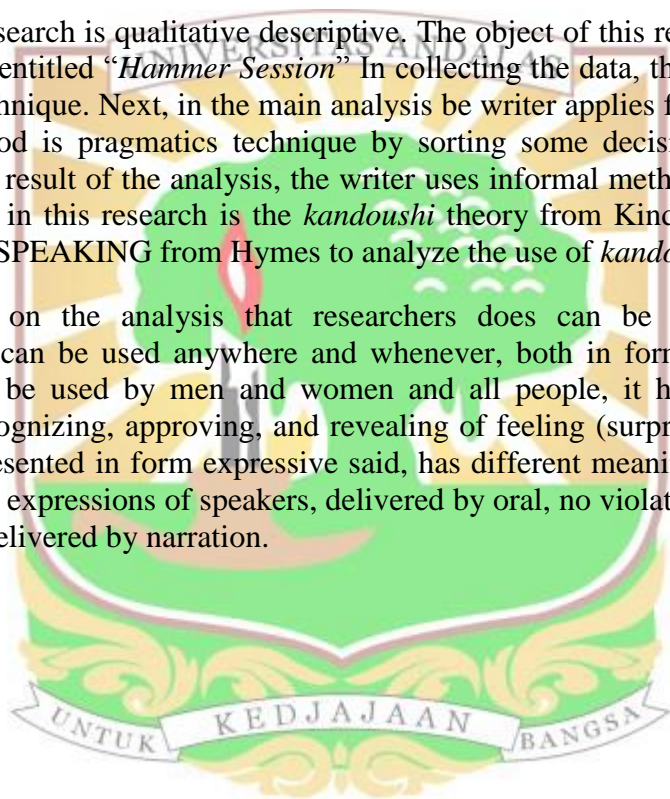 search is qualitative descriptive. The object of this re
UNIVERSITAS ANDALAS
entitled “Hammer Session” In collecting the data, th
nique. Next, in the main analysis be writer applies f
od is pragmatics technique by sorting some decis
result of the analysis, the writer uses informal meth
in this research is the kandoushi theory from Kind
SPEAKING from Hymes to analyze the use of kando
on the analysis that researchers does can be
can be used anywhere and whenever, both in form
be used by men and women and all people, it h
ognizing, approving, and revealing of feeling (surpr
esented in form expressive said, has different meani
expressions of speakers, delivered by oral, no violat
elivered by narration.
UNTUK KEDJAJAAN BANGSA